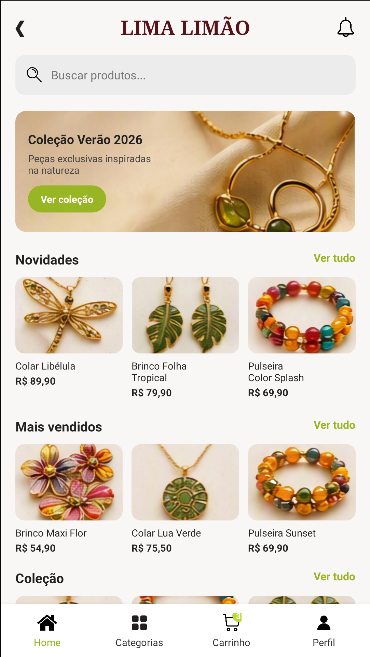 LIMA LIMÃO
Buscar produtos...
Coleção Verão 2026
Peças exclusivas inspiradas
na natureza
Ver coleção
Novidades
Ver tudo
Colar Libélula
R$ 89,90
Brinco Folha
Tropical
R$ 79,90
Pulseira
Color Splash
R$ 69,90
Mais vendidos
Ver tudo
Brinco Maxi Flor
R$ 54,90
Colar Lua Verde
R$ 75,50
Pulseira Sunset
R$ 69,90
Coleção
Ver tudo
Home
Categorias
Carrinho
Perfil